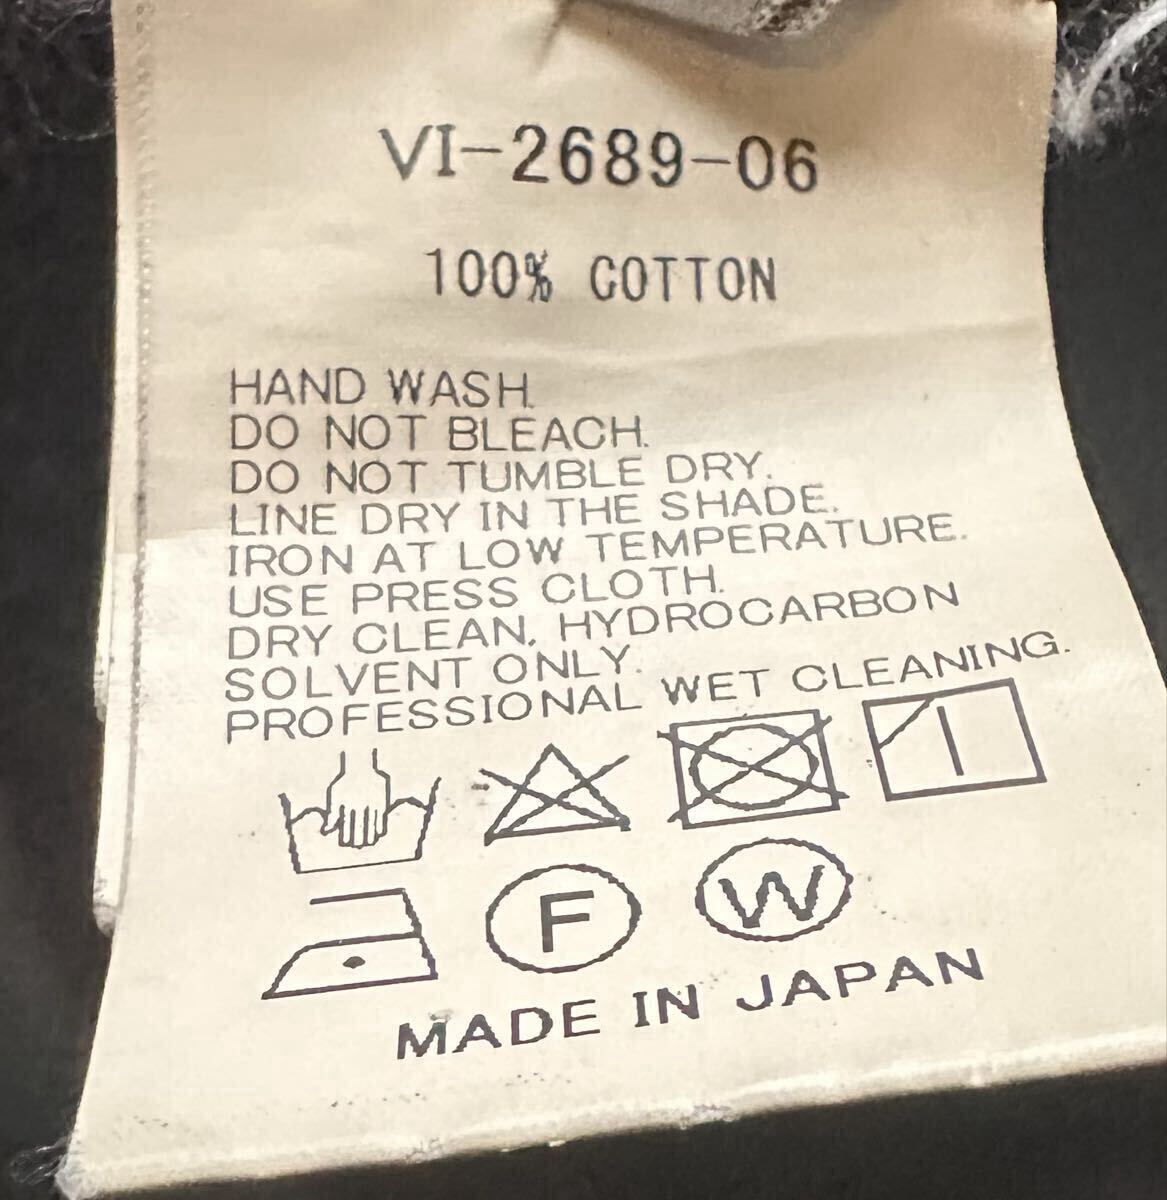 VI-2689-06
100% COTTON
HAND WASH.
DO NOT BLEACH.
DO NOT TUMBLE DRY.
LINE DRY IN THE SHADE.
IRON AT LOW TEMPERATURE.
USE PRESS CLOTH.
DRY CLEAN, HYDROCARBON
SOLVENT ONLY.
PROFESSIONAL WET CLEANING.
F W
MADE IN JAPAN